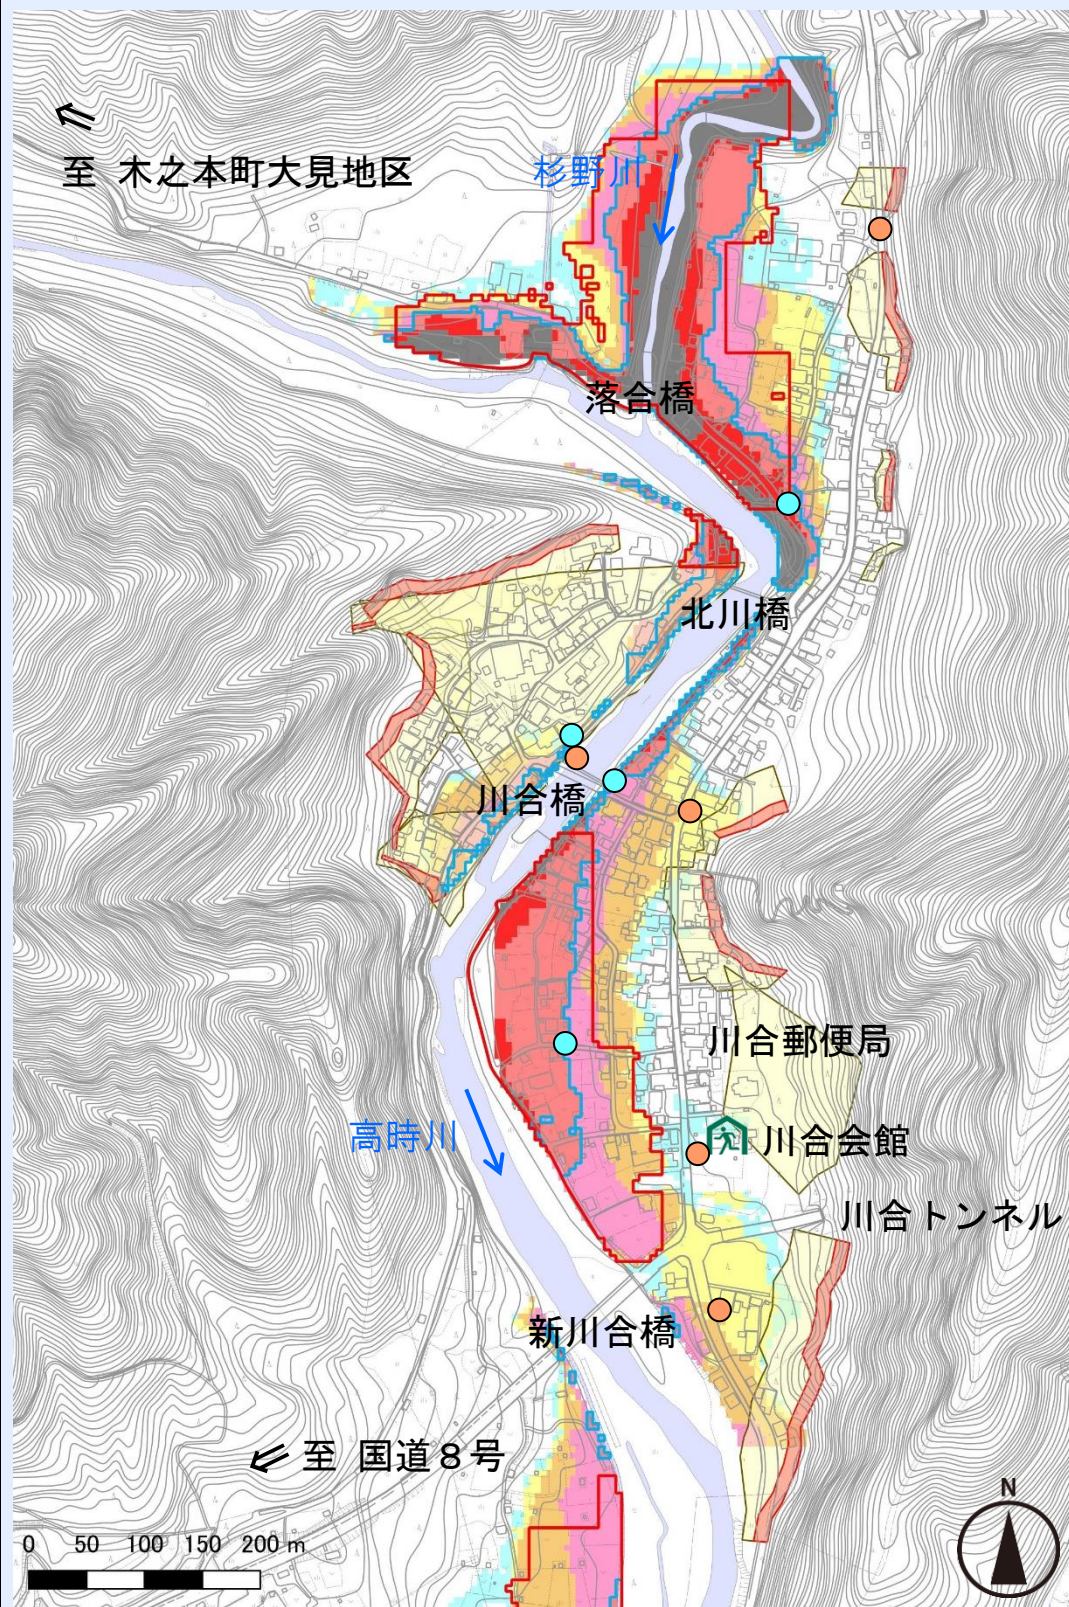 至 木之本町大見地区
杉野川
落合橋
北川橋
川合橋
川合郵便局
高時川
川合会館
川合トンネル
新川合橋
至 国道８号
N
0 50 100 150 200 m